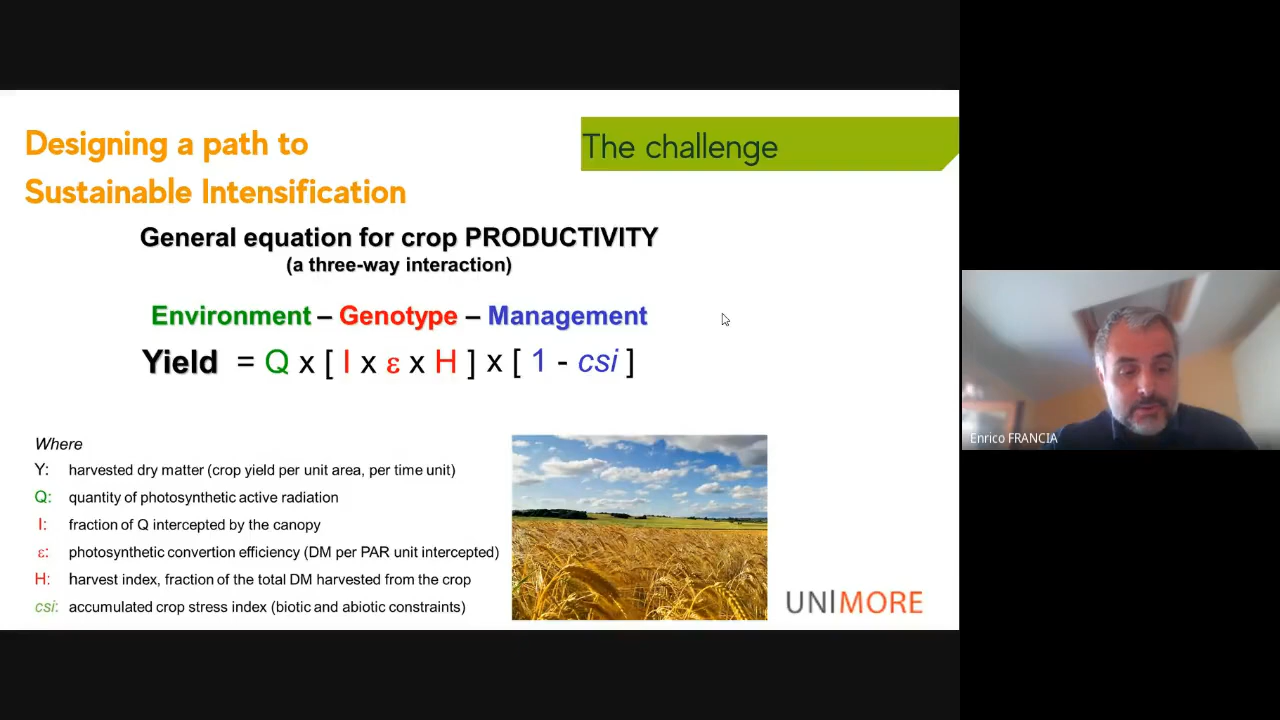 Designing a path to
Sustainable Intensification
The challenge
General equation for crop PRODUCTIVITY
(a three-way interaction)
Environment – Genotype – Management
Yield = Q x [ I x ε x H ] x [ 1 - csi ]
Where
Y: harvested dry matter (crop yield per unit area, per time unit)
Q: quantity of photosynthetic active radiation
I: fraction of Q intercepted by the canopy
ε: photosynthetic convertion efficiency (DM per PAR unit intercepted)
H: harvest index, fraction of the total DM harvested from the crop
csi: accumulated crop stress index (biotic and abiotic constraints)
UNIMORE
Enrico FRANCIA